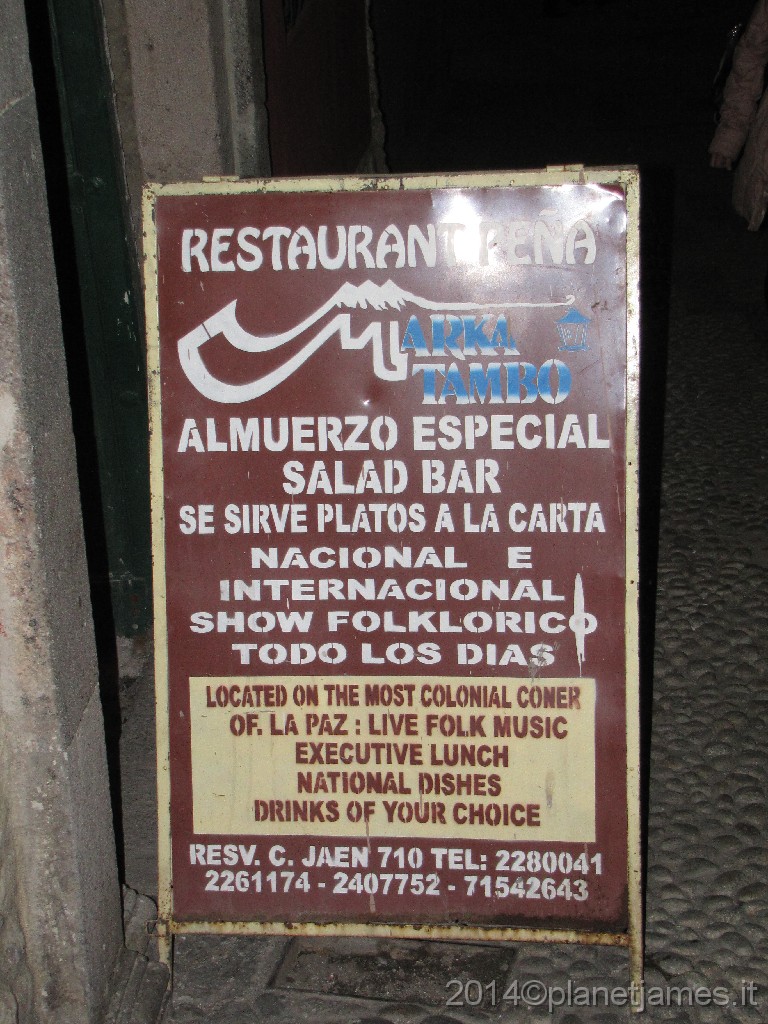 RESTAURANT PEÑA
MARKA
TAMBO
ALMUERZO ESPECIAL
SALAD BAR
SE SIRVE PLATOS A LA CARTA
NACIONAL E
INTERNACIONAL
SHOW FOLKLORICO
TODO LOS DIAS
LOCATED ON THE MOST COLONIAL CONER
OF. LA PAZ : LIVE FOLK MUSIC
EXECUTIVE LUNCH
NATIONAL DISHES
DRINKS OF YOUR CHOICE
RESV. C. JAEN 710 TEL: 2280041
2261174 - 2407752 - 71542643
2014©planetjames.it